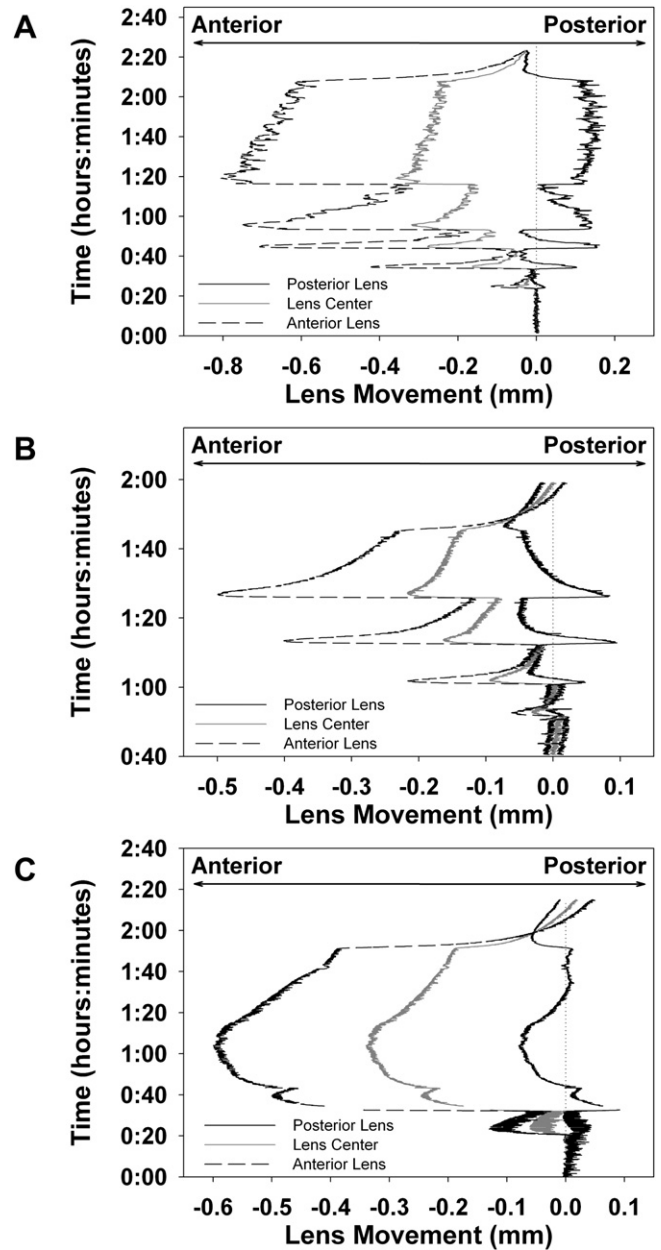 A
Anterior Posterior
2:40
2:20
2:00
1:40
1:20
1:00
0:40
0:20
0:00
Time (hours:minutes)
Posterior Lens
Lens Center
Anterior Lens
-0.8 -0.6 -0.4 -0.2 0.0 0.2
Lens Movement (mm)
B
Anterior Posterior
2:00
1:40
1:20
1:00
0:40
Time (hours:miutes)
Posterior Lens
Lens Center
Anterior Lens
-0.5 -0.4 -0.3 -0.2 -0.1 0.0 0.1
Lens Movement (mm)
C
Anterior Posterior
2:40
2:20
2:00
1:40
1:20
1:00
0:40
0:20
0:00
Time (hours:minutes)
Posterior Lens
Lens Center
Anterior Lens
-0.6 -0.5 -0.4 -0.3 -0.2 -0.1 0.0 0.1
Lens Movement (mm)